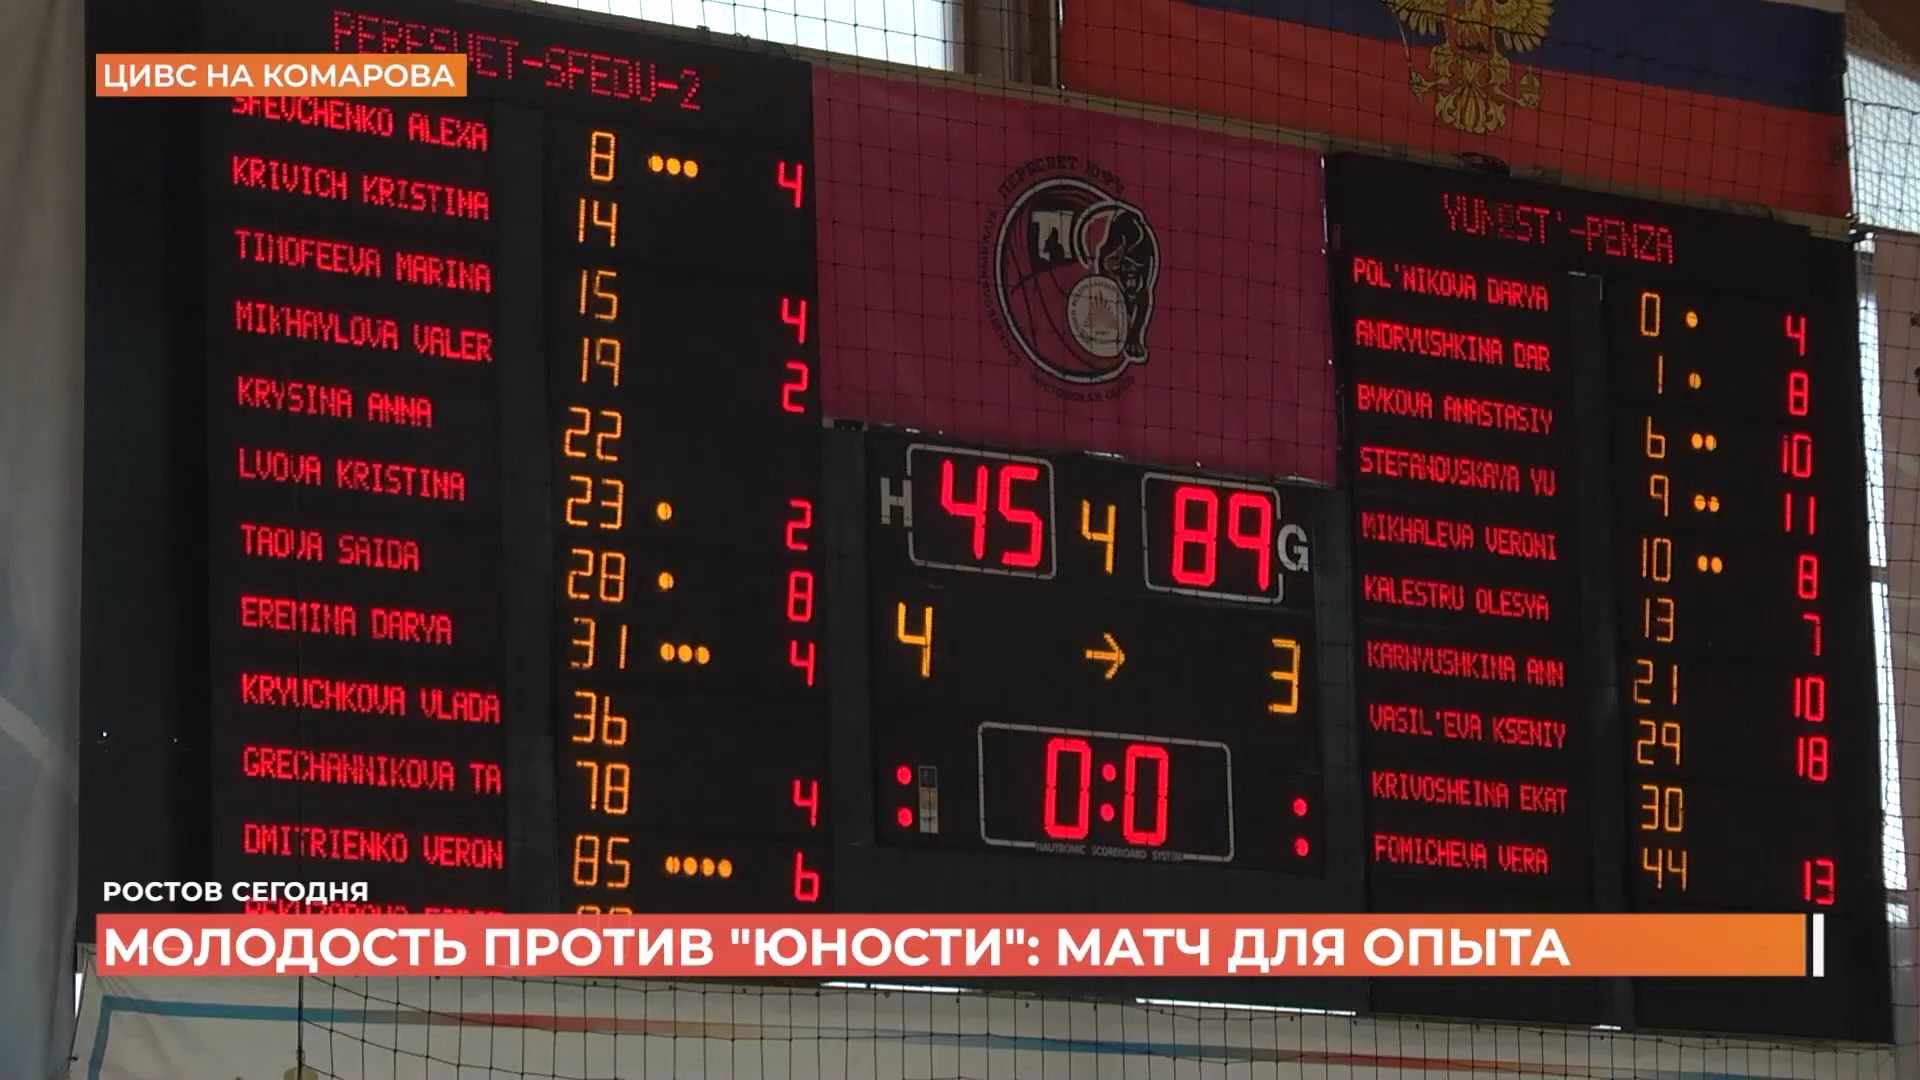 ЦИВС НА КОМАРОВА
PERESVET-SFEDU-2
SHEVCHENKO ALEXA 8 4
KRIVICH KRISTINA 14
TIMOFEEVA MARINA 15 4
MIKHAYLOVA VALER 19 2
KRYSINA ANNA 22
LVOVA KRISTINA 23 2
TAOVA SAIDA 28 8
EREMINA DARYA 31 4
KRYUCHKOVA VLADA 36
GRECHANNIKOVA TA 78 4
DMITRIENKO VERON 85 6
ПЕРЕСВЕТ-ЮФУ
H 45 4 89 G
4 → 3
0:0
NAUTRONIC SCOREBOARD SYSTEM
YUNOST'-PENZA
POL'NIKOVA DARYA 0 4
ANDRYUSHKINA DAR 1 8
BYKOVA ANASTASIY 6 10
STEFANOVSKAYA YU 9 11
MIKHALEVA VERONI 10 8
KALESTRU OLESYA 13 7
KARNYUSHKINA ANN 21 10
VASIL'EVA KSENIY 29 18
KRIVOSHEINA EKAT 30
FOMICHEVA VERA 44 13
РОСТОВ СЕГОДНЯ
МОЛОДОСТЬ ПРОТИВ "ЮНОСТИ": МАТЧ ДЛЯ ОПЫТА